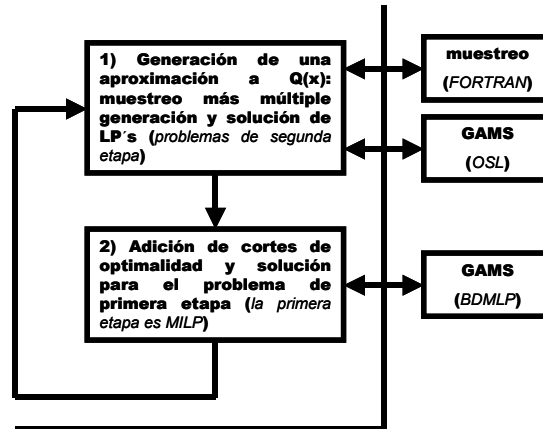 1) Generación de una
aproximación a Q(x):
muestreo más múltiple
generación y solución de
LP´s (problemas de segunda
etapa)
muestreo
(FORTRAN)
GAMS
(OSL)
2) Adición de cortes de
optimalidad y solución
para el problema de
primera etapa (la primera
etapa es MILP)
GAMS
(BDMLP)